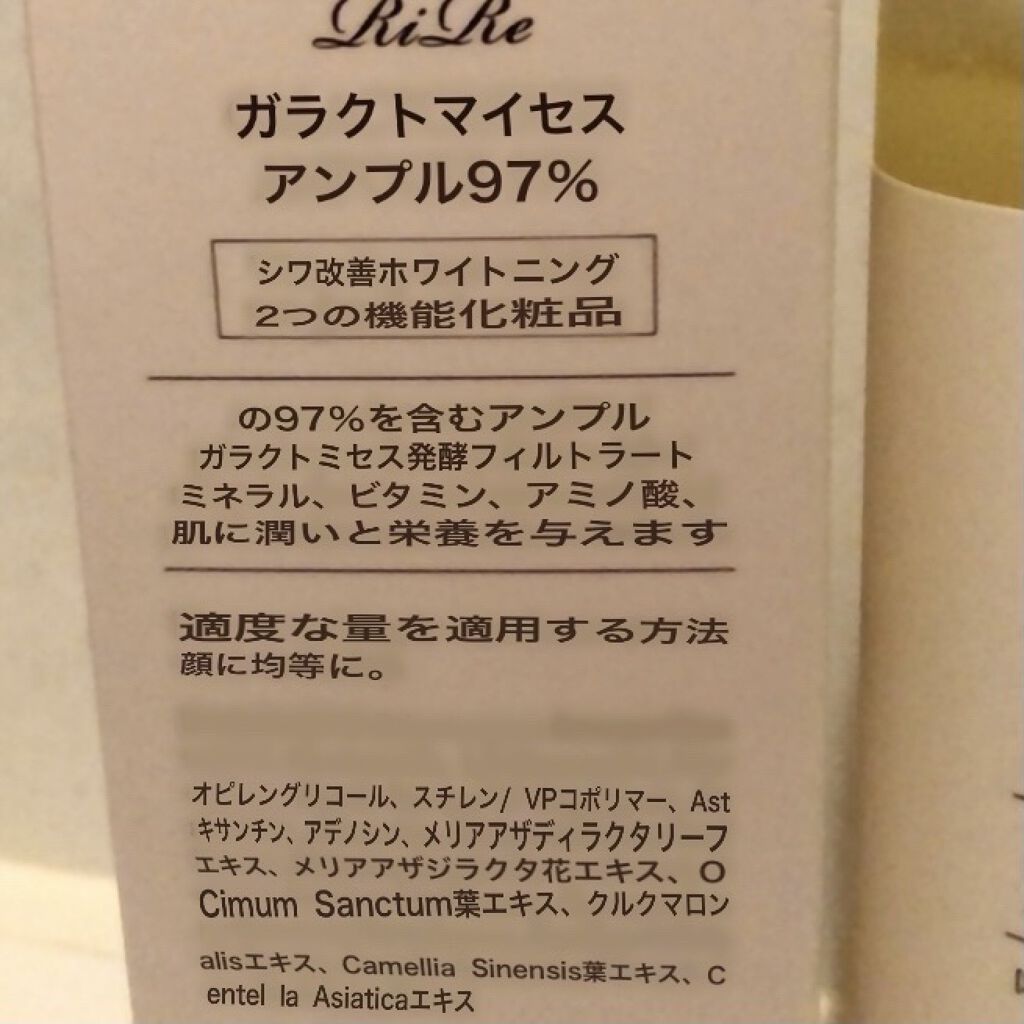 RiRe
ガラクトマイセス
アンプル97%
シワ改善ホワイトニング
2つの機能化粧品
の97%を含むアンプル
ガラクトミセス発酵フィルトラート
ミネラル、ビタミン、アミノ酸、
肌に潤いと栄養を与えます
適度な量を適用する方法
顔に均等に。
オピレングリコール、スチレン/ VPコポリマー、Ast
キサンチン、アデノシン、メリアアザディラクタリーフ
エキス、メリアアザジラクタ花エキス、O
Cimum Sanctum葉エキス、クルクマロン
alisエキス、Camellia Sinensis葉エキス、C
entel la Asiaticaエキス